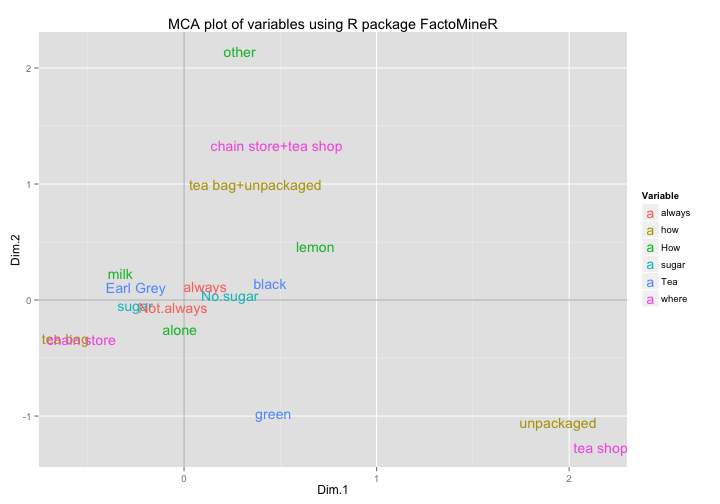 MCA plot of variables using R package FactoMineR
other
2
chain store+tea shop
tea bag+unpackaged
1
lemon
milk
Earl Grey
always
black
No.sugar
sugar
Not.always
0
alone
tea bag
chain store
green
-1
unpackaged
tea shop
0
1
2
Dim.1
Dim.2
Variable
a always
a how
a How
a sugar
a Tea
a where